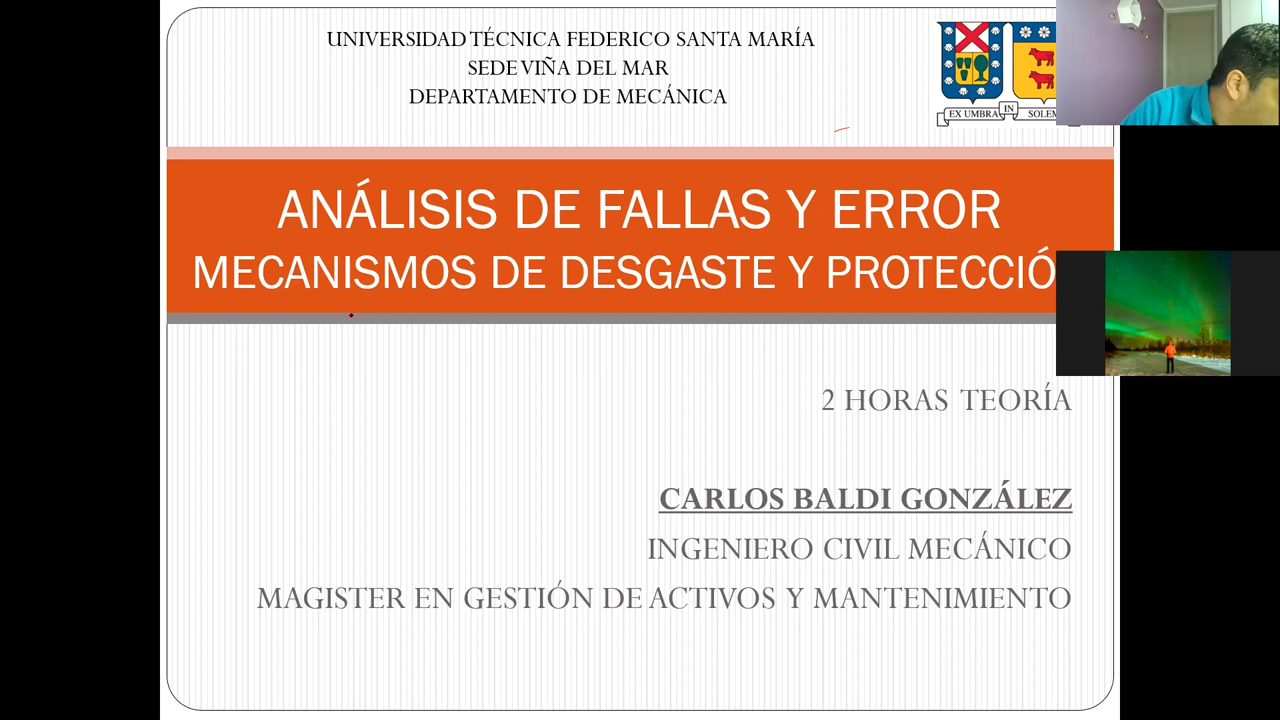 UNIVERSIDAD TÉCNICA FEDERICO SANTA MARÍA
SEDE VIÑA DEL MAR
DEPARTAMENTO DE MECÁNICA
EX UMBRA IN SOLEM
ANÁLISIS DE FALLAS Y ERROR
MECANISMOS DE DESGASTE Y PROTECCIÓ
2 HORAS TEORÍA
CARLOS BALDI GONZÁLEZ
INGENIERO CIVIL MECÁNICO
MAGISTER EN GESTIÓN DE ACTIVOS Y MANTENIMIENTO